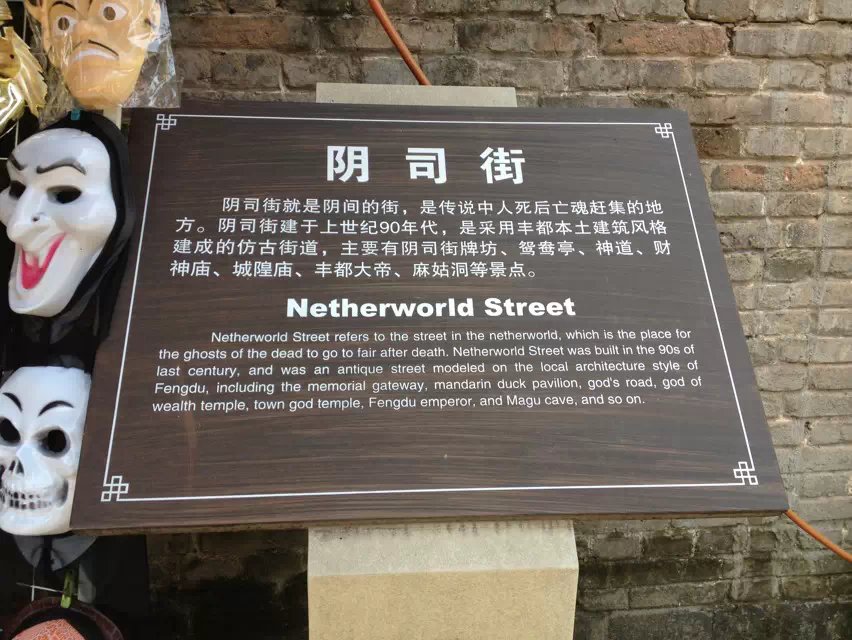 阴司街
阴司街就是阴间的街，是传说中人死后亡魂赶集的地
方。阴司街建于上世纪90年代，是采用丰都本土建筑风格
建成的仿古街道，主要有阴司街牌坊、鸳鸯亭、神道、财
神庙、城隍庙、丰都大帝、麻姑洞等景点。
Netherworld Street
Netherworld Street refers to the street in the netherworld, which is the place for
the ghosts of the dead to go to fair after death. Netherworld Street was built in the 90s of
last century, and was an antique street modeled on the local architecture style of
Fengdu, including the memorial gateway, mandarin duck pavilion, god's road, god of
wealth temple, town god temple, Fengdu emperor, and Magu cave, and so on.